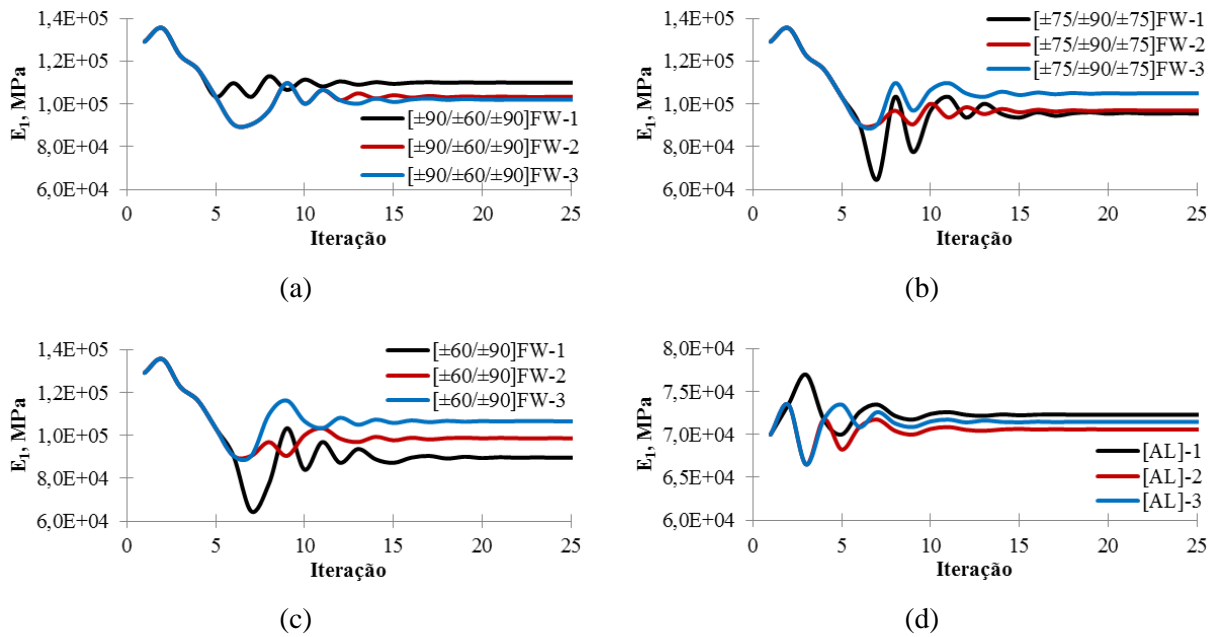 1,4E+05
1,2E+05
1,0E+05
8,0E+04
6,0E+04
E₁, MPa
[±90/±60/±90]FW-1
[±90/±60/±90]FW-2
[±90/±60/±90]FW-3
0 5 10 15 20 25
Iteração
(a)
1,4E+05
1,2E+05
1,0E+05
8,0E+04
6,0E+04
E₁, MPa
[±75/±90/±75]FW-1
[±75/±90/±75]FW-2
[±75/±90/±75]FW-3
0 5 10 15 20 25
Iteração
(b)
1,4E+05
1,2E+05
1,0E+05
8,0E+04
6,0E+04
E₁, MPa
[±60/±90]FW-1
[±60/±90]FW-2
[±60/±90]FW-3
0 5 10 15 20 25
Iteração
(c)
8,0E+04
7,5E+04
7,0E+04
6,5E+04
6,0E+04
E₁, MPa
[AL]-1
[AL]-2
[AL]-3
0 5 10 15 20 25
Iteração
(d)